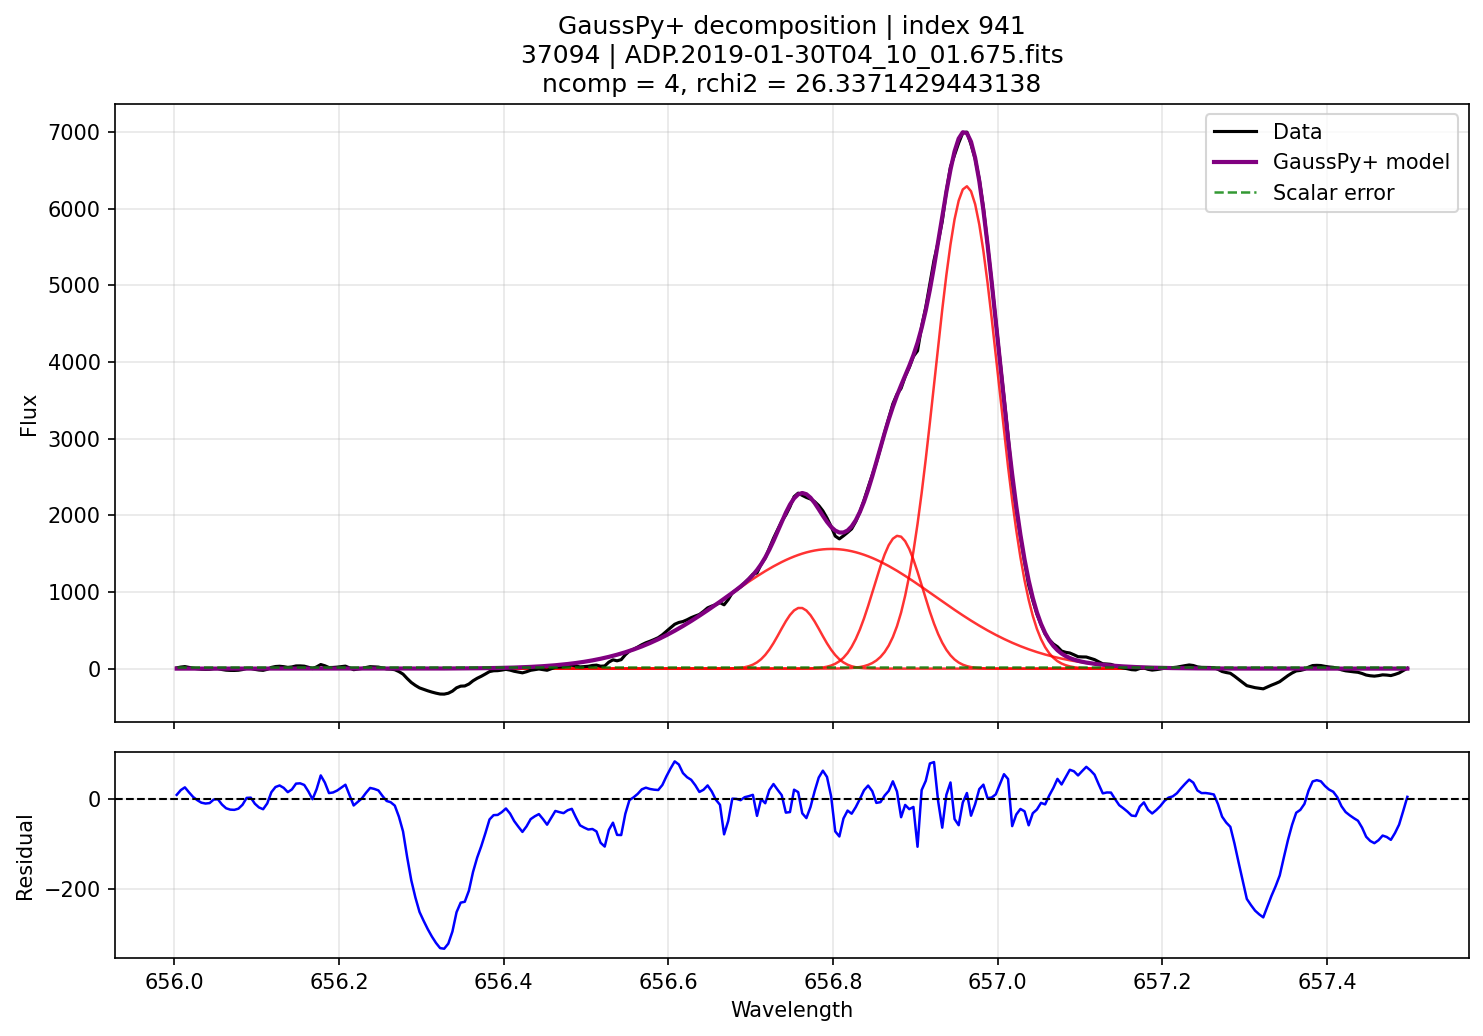 GaussPy+ decomposition | index 941
37094 | ADP.2019-01-30T04_10_01.675.fits
ncomp = 4, rchi2 = 26.3371429443138
Data
GaussPy+ model
Scalar error
7000
6000
5000
4000
3000
2000
1000
0
Flux
0
−200
Residual
656.0 656.2 656.4 656.6 656.8 657.0 657.2 657.4
Wavelength